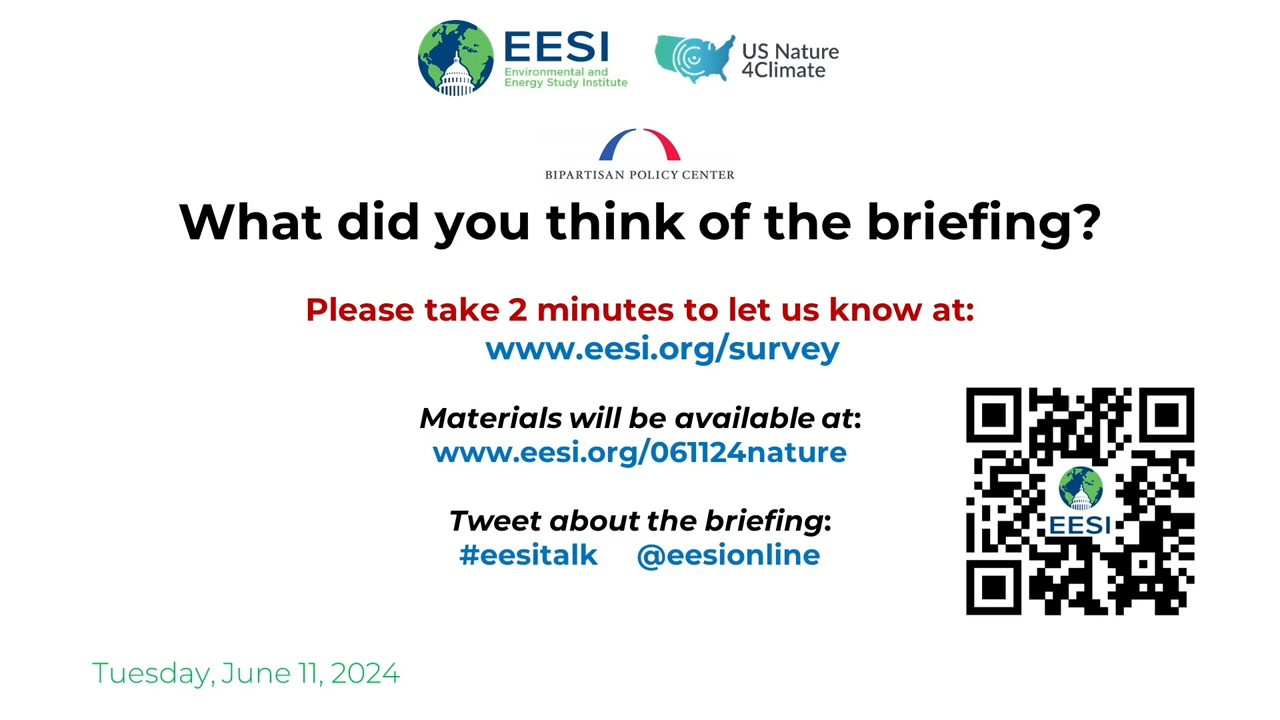 EESI
Environmental and
Energy Study Institute
US Nature
4Climate
BIPARTISAN POLICY CENTER
What did you think of the briefing?
Please take 2 minutes to let us know at:
www.eesi.org/survey
Materials will be available at:
www.eesi.org/061124nature
Tweet about the briefing:
#eesitalk @eesionline
EESI
Tuesday, June 11, 2024